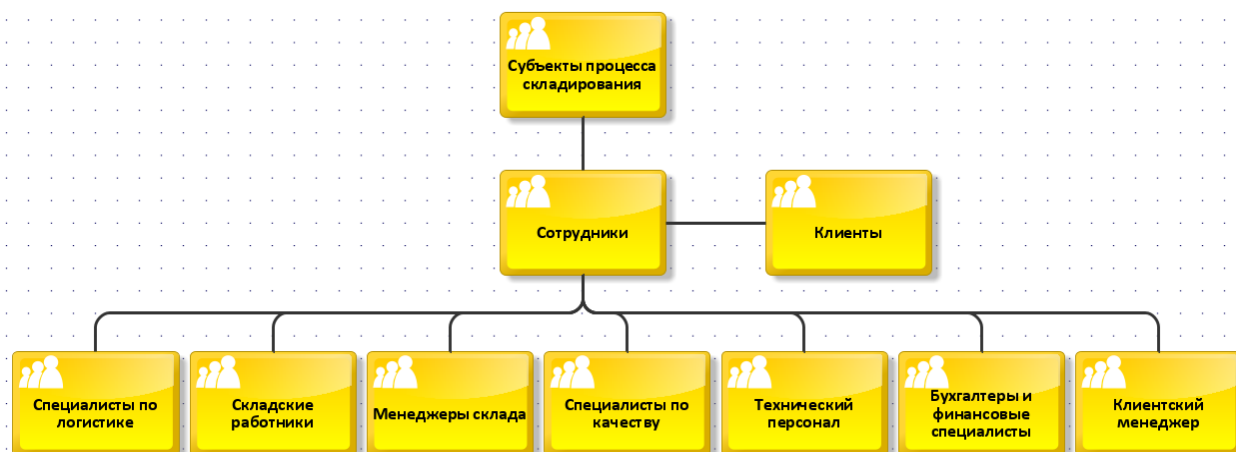 Субъекты процесса
складирования
Сотрудники
Клиенты
Специалисты по
логистике
Складские
работники
Менеджеры склада
Специалисты по
качеству
Технический
персонал
Бухгалтеры и
финансовые
специалисты
Клиентский
менеджер